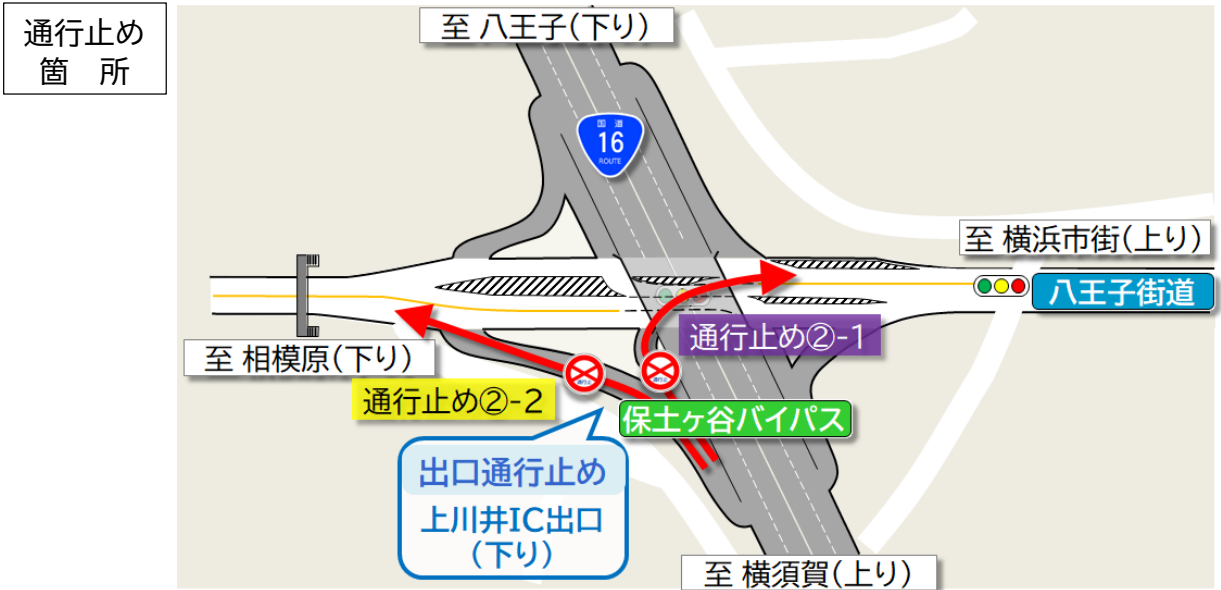 通行止め
箇 所
至 八王子(下り)
国道
16
ROUTE
至 横浜市街(上り)
八王子街道
通行止め②-1
至 相模原(下り)
通行止め②-2
保土ヶ谷バイパス
出口通行止め
上川井IC出口
(下り)
至 横須賀(上り)